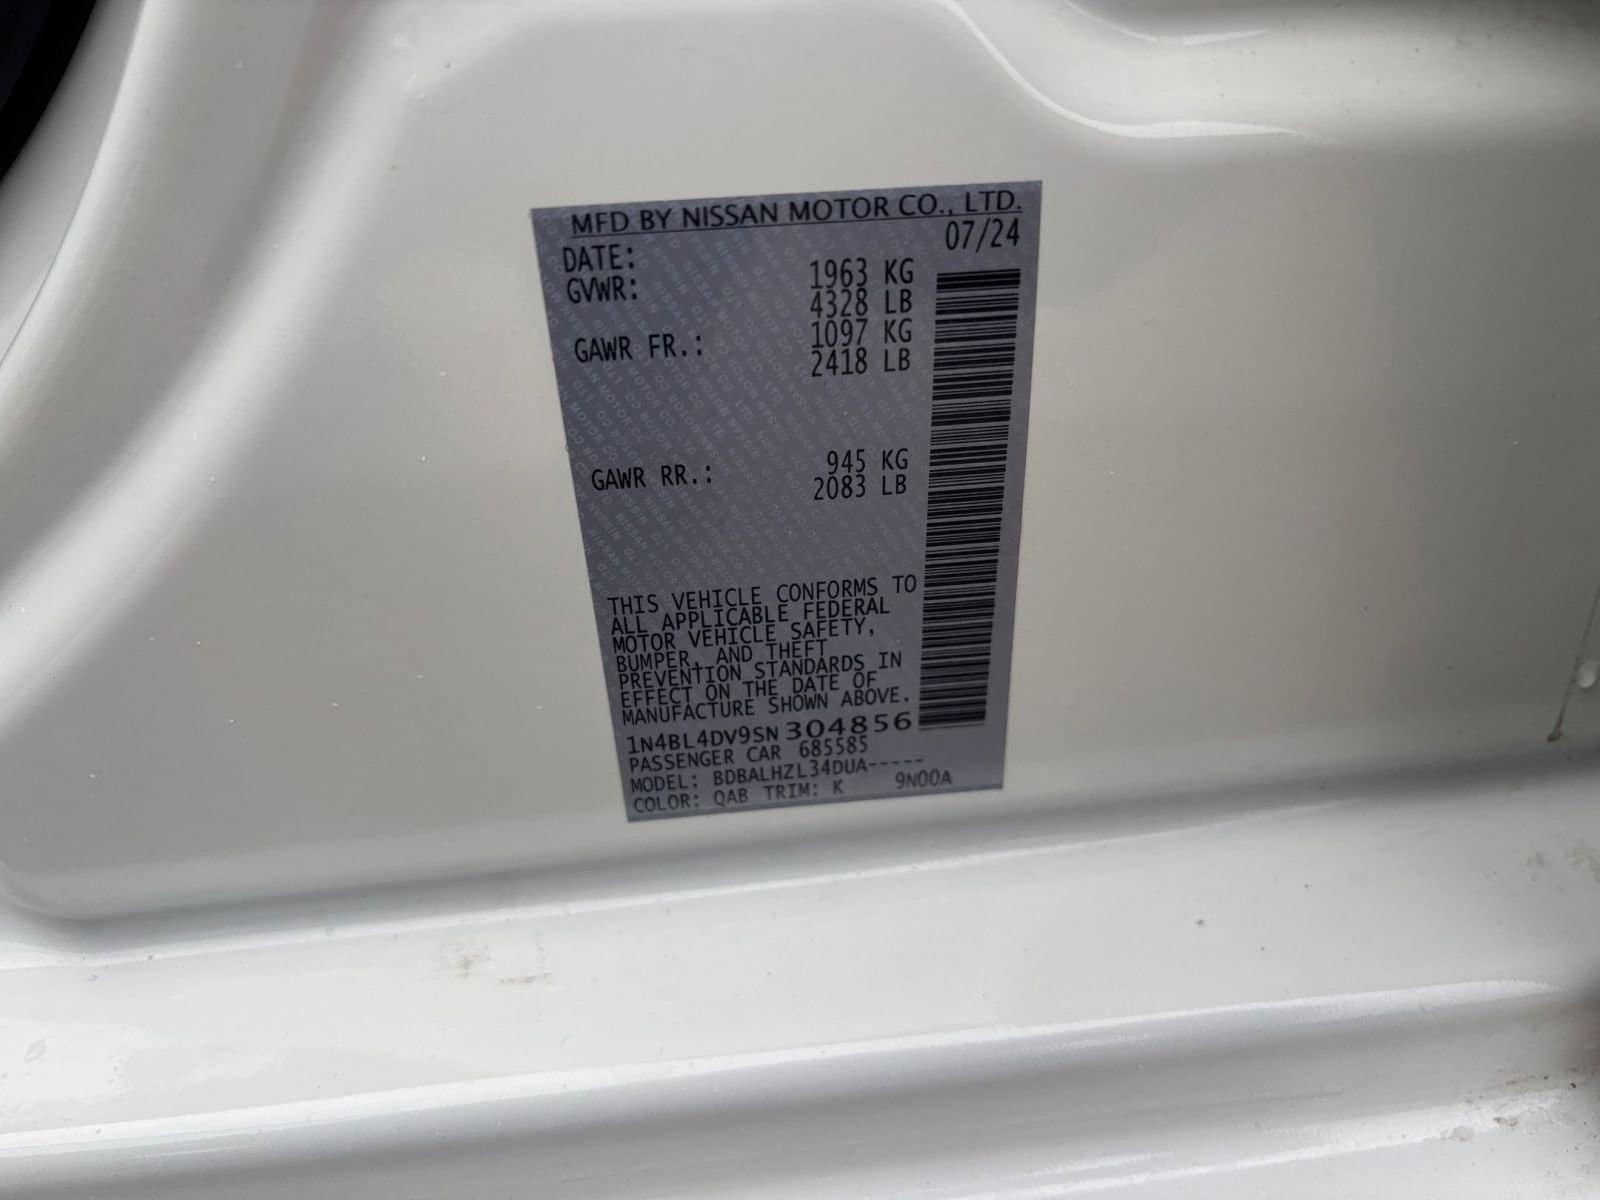 MFD BY NISSAN MOTOR CO., LTD.
DATE: 07/24
GVWR: 1963 KG
4328 LB
GAWR FR.: 1097 KG
2418 LB
GAWR RR.: 945 KG
2083 LB
THIS VEHICLE CONFORMS TO
ALL APPLICABLE FEDERAL
MOTOR VEHICLE SAFETY,
BUMPER, AND THEFT
PREVENTION STANDARDS IN
EFFECT ON THE DATE OF
MANUFACTURE SHOWN ABOVE.
1N4BL4DV9SN304856
PASSENGER CAR 685585
MODEL: BDBALHZL34DUA-----
COLOR: QAB TRIM: K 9N00A